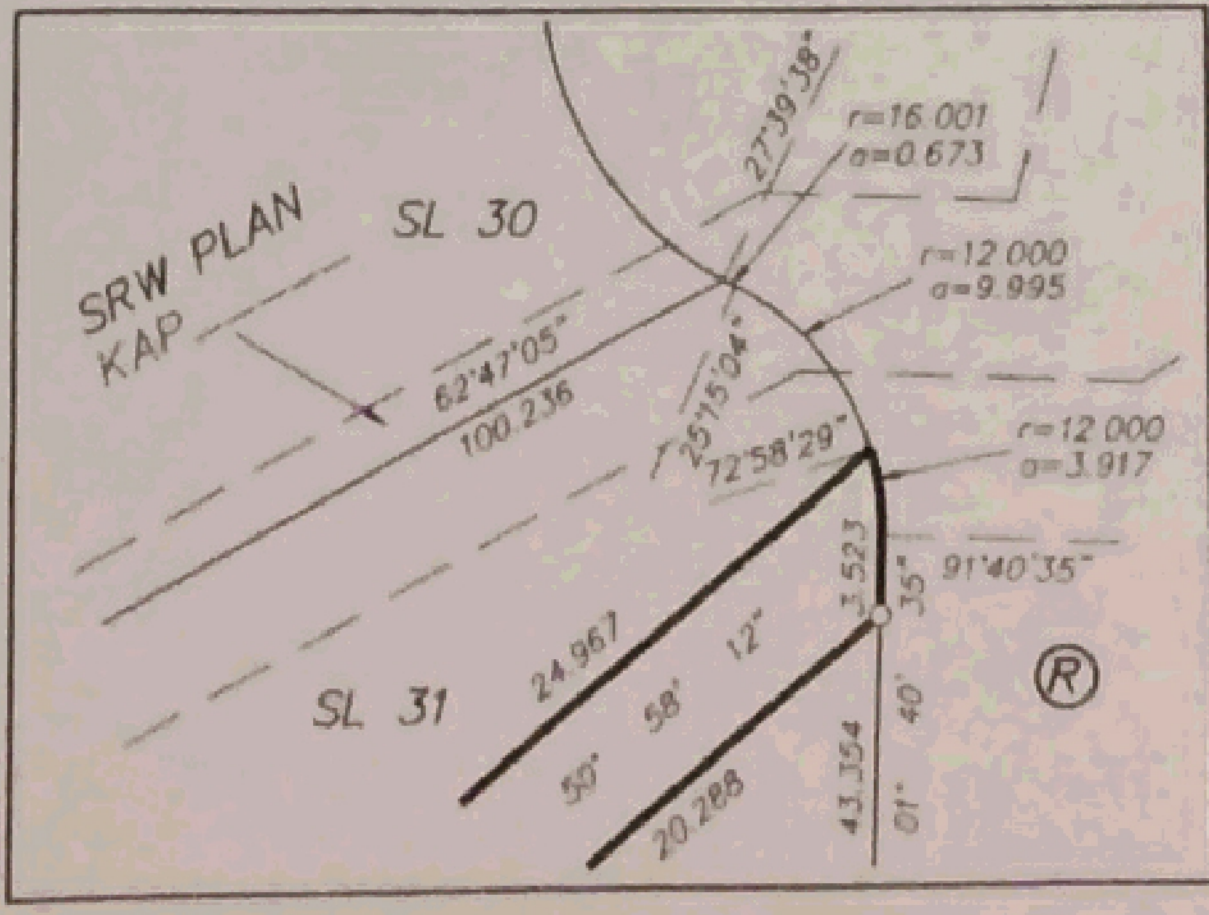 27°39'38"
r=16.001
a=0.673
SRW PLAN
KAP
SL 30
r=12.000
a=9.995
62°47'05"
100.236
25°15'04"
72°58'29"
r=12.000
a=3.917
3.523
91°40'35"
24.967
SL 31
50° 58' 12"
20.288
43.354
01° 40' 35"
R